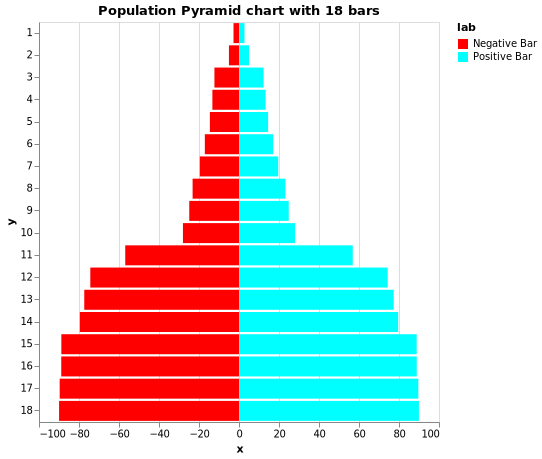 Population Pyramid chart with 18 bars
lab
Negative Bar
Positive Bar
y
1
2
3
4
5
6
7
8
9
10
11
12
13
14
15
16
17
18
−100 −80 −60 −40 −20 0 20 40 60 80 100
x